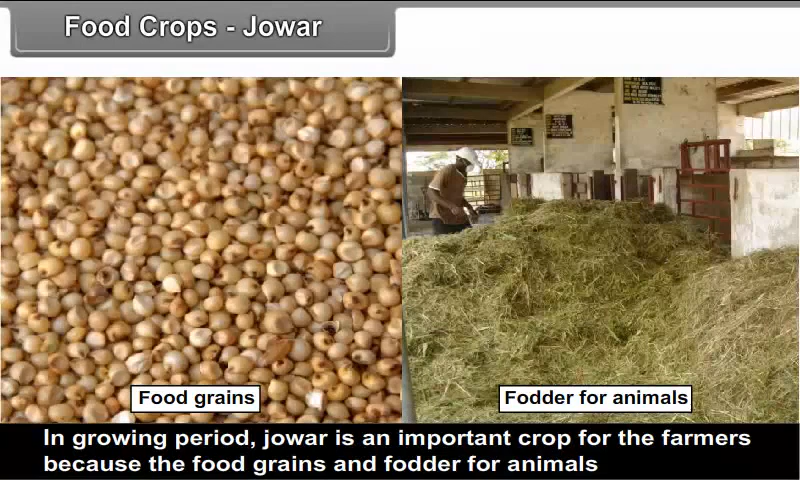 Food Crops - Jowar
Food grains
Fodder for animals
In growing period, jowar is an important crop for the farmers
because the food grains and fodder for animals